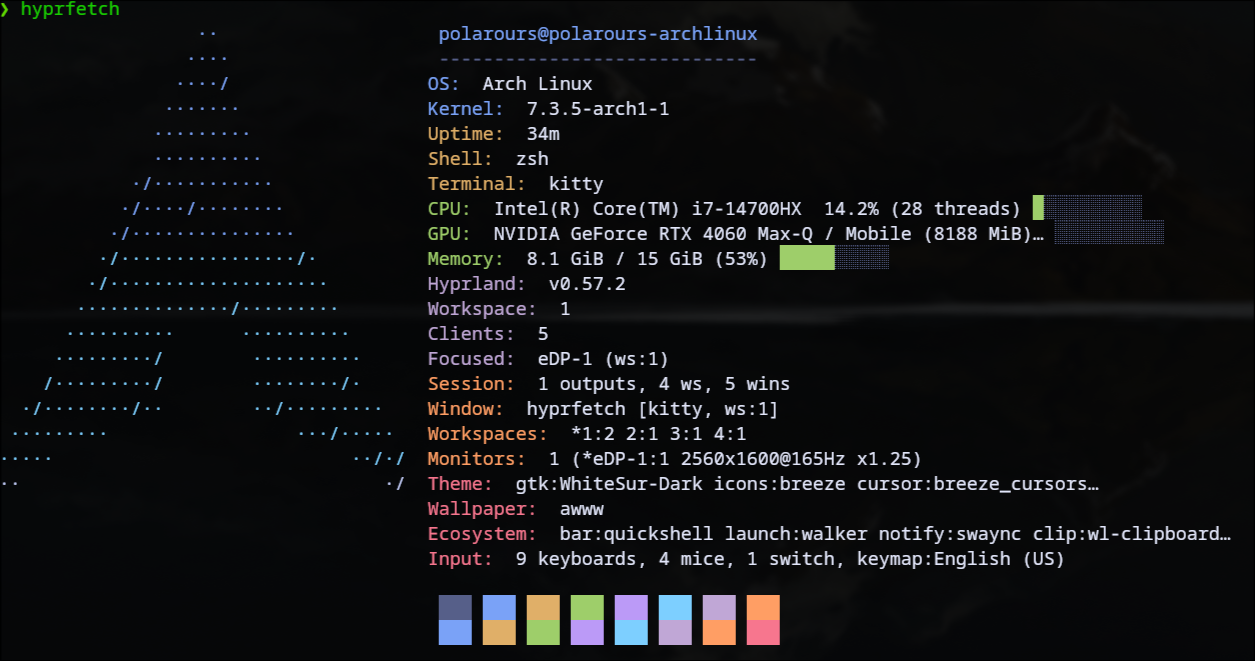 ❯ hyprfetch
polarours@polarours-archlinux
-----------------------------
OS: Arch Linux
Kernel: 7.3.5-arch1-1
Uptime: 34m
Shell: zsh
Terminal: kitty
CPU: Intel(R) Core(TM) i7-14700HX 14.2% (28 threads)
GPU: NVIDIA GeForce RTX 4060 Max-Q / Mobile (8188 MiB)…
Memory: 8.1 GiB / 15 GiB (53%)
Hyprland: v0.57.2
Workspace: 1
Clients: 5
Focused: eDP-1 (ws:1)
Session: 1 outputs, 4 ws, 5 wins
Window: hyprfetch [kitty, ws:1]
Workspaces: *1:2 2:1 3:1 4:1
Monitors: 1 (*eDP-1:1 2560x1600@165Hz x1.25)
Theme: gtk:WhiteSur-Dark icons:breeze cursor:breeze_cursors…
Wallpaper: awww
Ecosystem: bar:quickshell launch:walker notify:swaync clip:wl-clipboard…
Input: 9 keyboards, 4 mice, 1 switch, keymap:English (US)